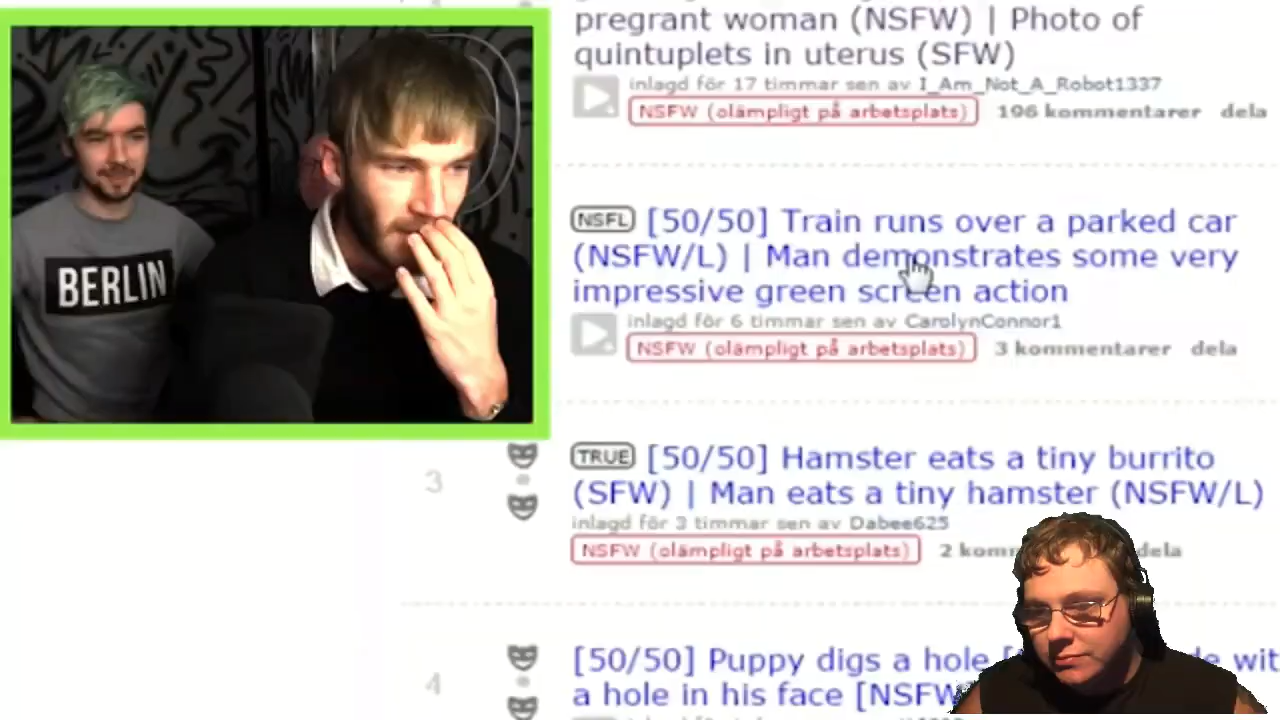 pregrant woman (NSFW) | Photo of
quintuplets in uterus (SFW)
inlagd för 17 timmar sen av I_Am_Not_A_Robot1337
NSFW (olämpligt på arbetsplats) 196 kommentarer dela
BERLIN
NSFL [50/50] Train runs over a parked car
(NSFW/L) | Man demonstrates some very
impressive green screen action
inlagd för 6 timmar sen av CarolynConnor1
NSFW (olämpligt på arbetsplats) 3 kommentarer dela
3
TRUE [50/50] Hamster eats a tiny burrito
(SFW) | Man eats a tiny hamster (NSFW/L)
inlagd för 3 timmar sen av Dabee625
NSFW (olämpligt på arbetsplats) 2 dela
4
[50/50] Puppy digs a hole
a hole in his face [NSFW